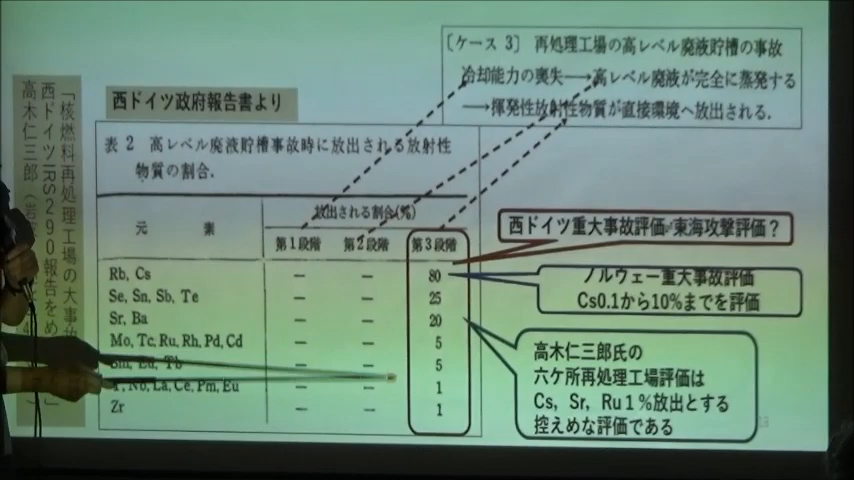 〔ケース 3〕 再処理工場の高レベル廃液貯槽の事故
冷却能力の喪失→高レベル廃液が完全に蒸発する
→揮発性放射性物質が直接環境へ放出される.
西ドイツ政府報告書より
「核燃料再処理工場の大事故
西ドイツIRS290報告をめ
高木仁三郎
表 2 高レベル廃液貯槽事故時に放出される放射性
物質の割合.
元 素
放出される割合(%)
第1段階 第2段階 第3段階
Rb, Cs — — 80
Se, Sn, Sb, Te — — 25
Sr, Ba — — 20
Mo, Tc, Ru, Rh, Pd, Cd — — 5
Sm, Eu, Tb 5
Nb, La, Ce, Pm, Eu — — 1
Zr — — 1
西ドイツ重大事故評価≠東海攻撃評価?
ノルウェー重大事故評価
Cs0.1から10%までを評価
高木仁三郎氏の
六ケ所再処理工場評価は
Cs, Sr, Ru1%放出とする
控えめな評価である